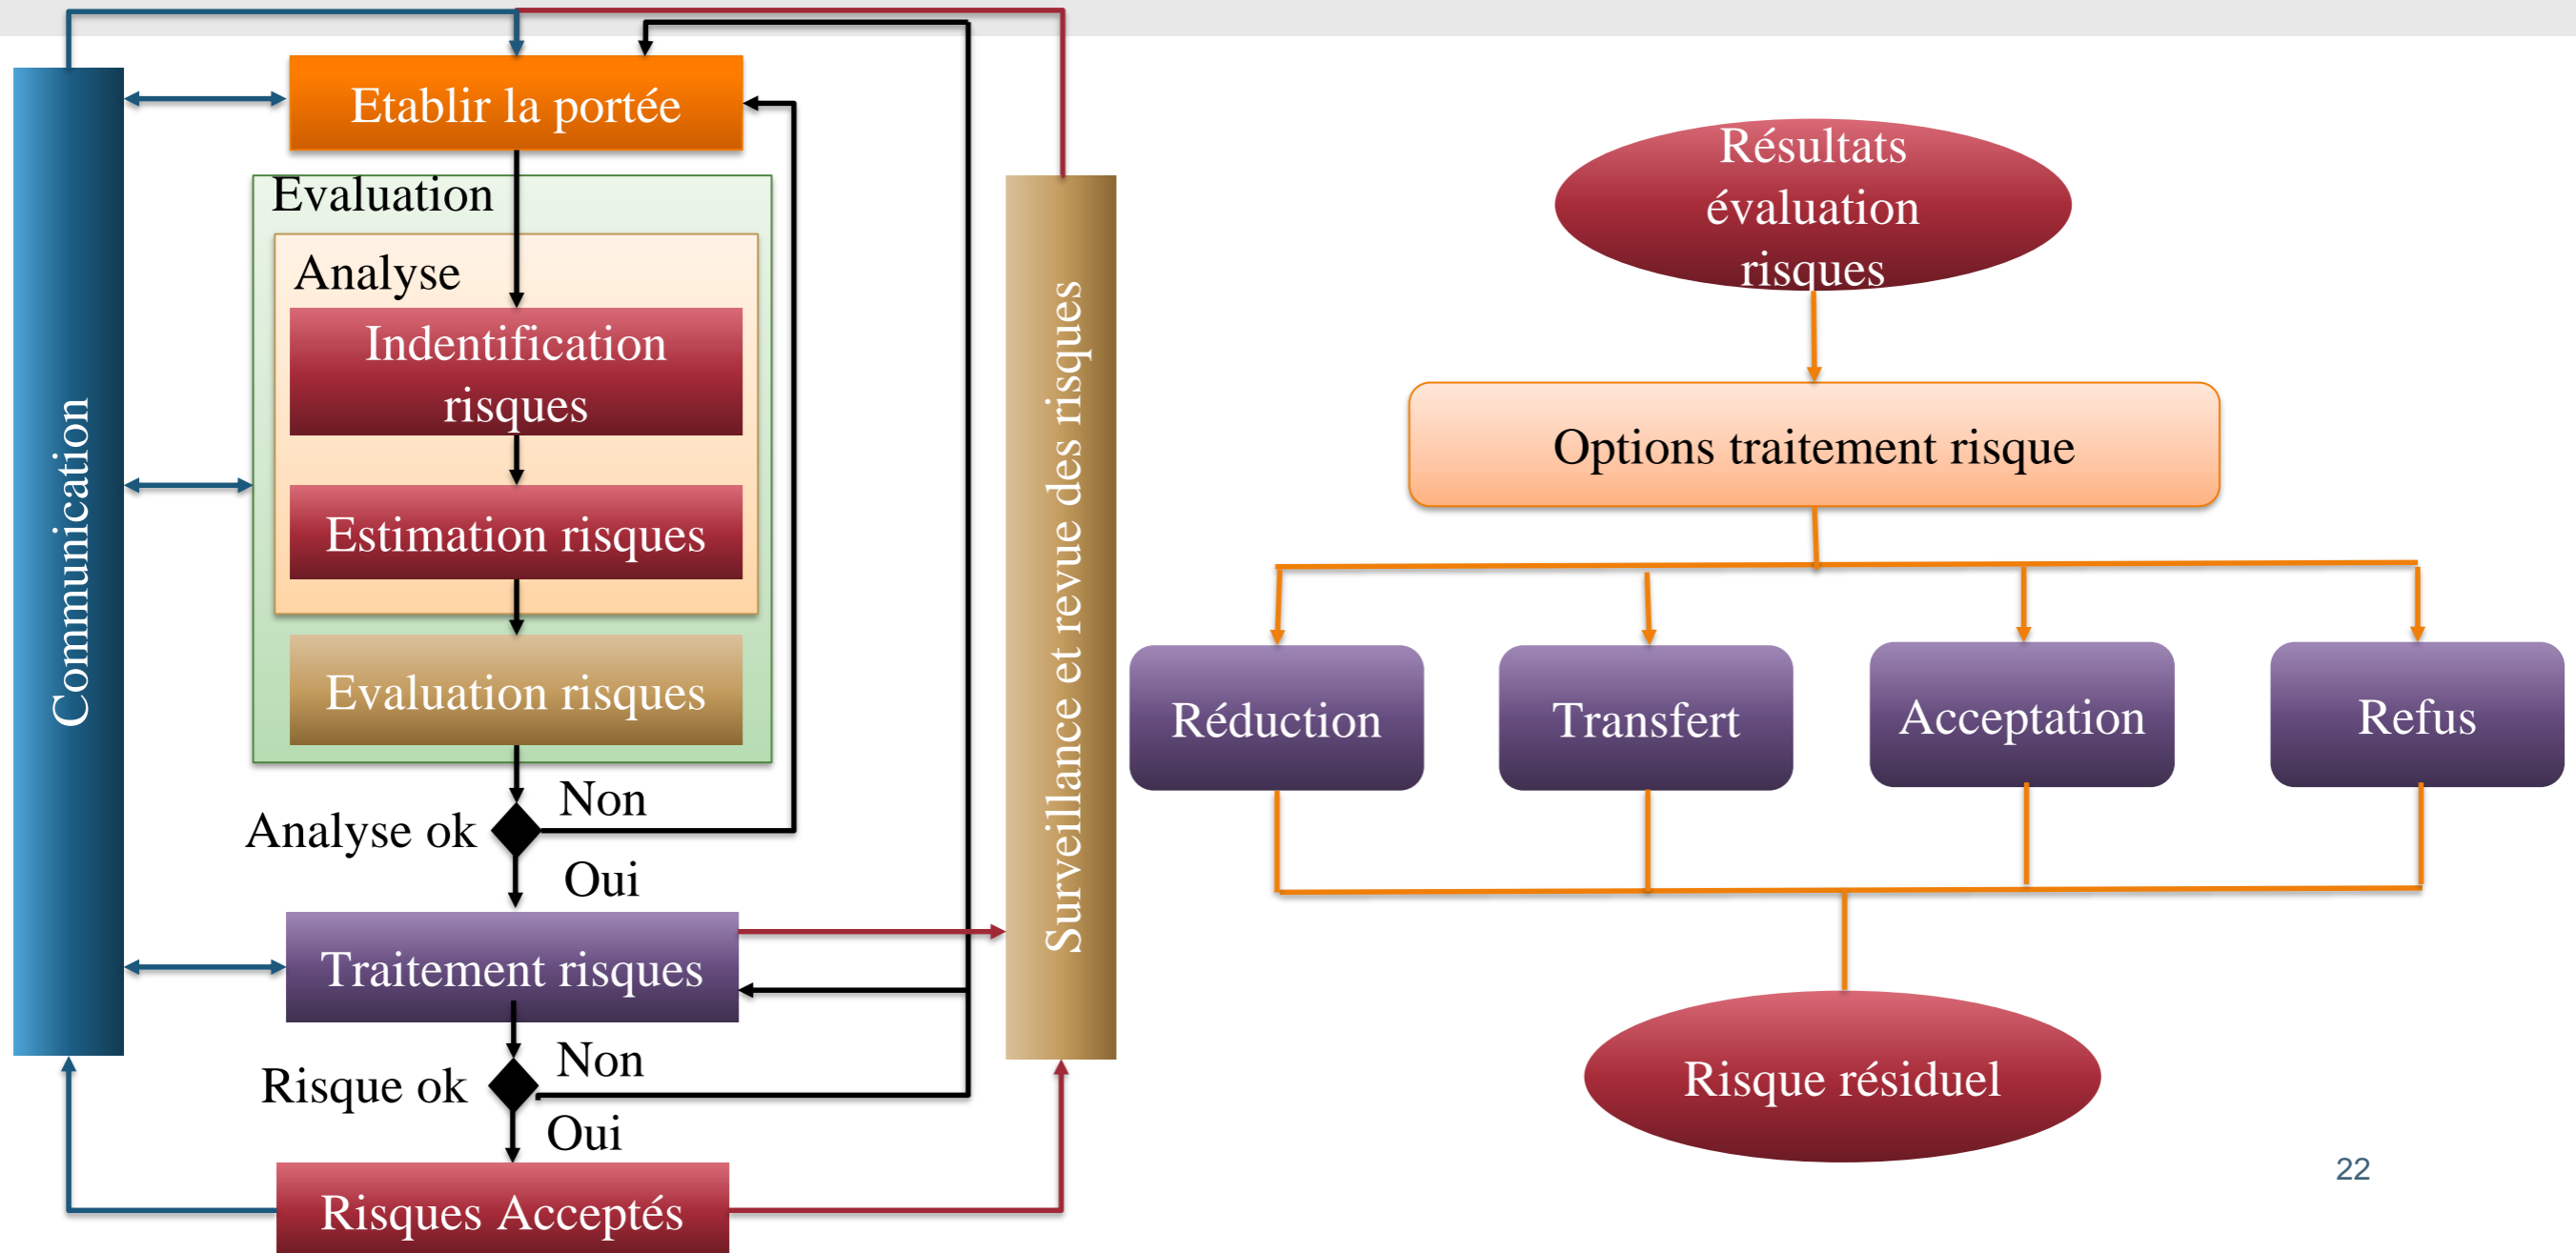 Communication
Etablir la portée
Evaluation
Analyse
Indentification
risques
Estimation risques
Evaluation risques
Analyse ok
Non
Oui
Traitement risques
Risque ok
Non
Oui
Risques Acceptés
Surveillance et revue des risques
Résultats
évaluation
risques
Options traitement risque
Réduction
Transfert
Acceptation
Refus
Risque résiduel
22